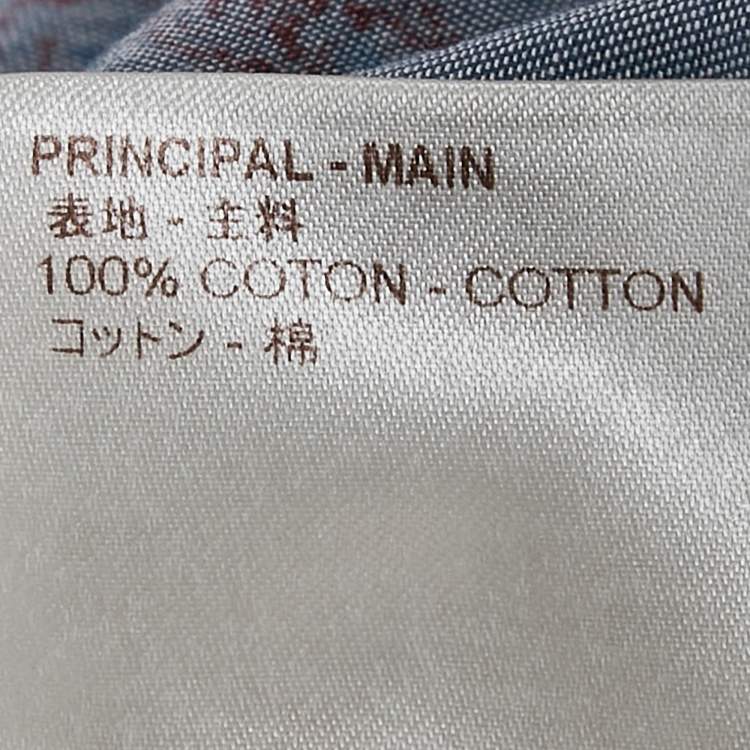 PRINCIPAL - MAIN
表地 - 主料
100% COTON - COTTON
コットン - 棉